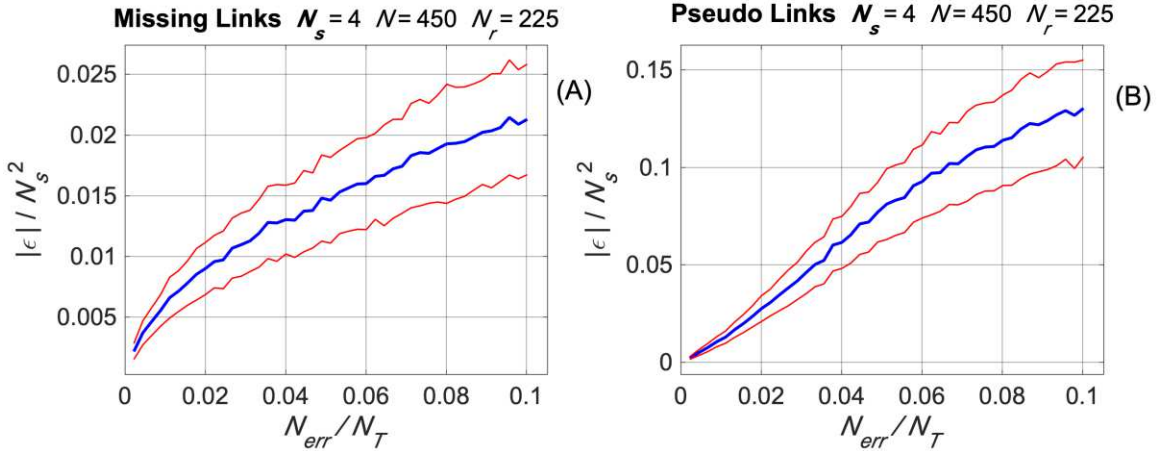 Missing Links N_s = 4 N = 450 N_r = 225
0.025
0.02
0.015
0.01
0.005
0
0.02
0.04
0.06
0.08
0.1
|ϵ| / N_s^2
N_err / N_T
(A)
Pseudo Links N_s = 4 N = 450 N_r = 225
0.15
0.1
0.05
0
0
0.02
0.04
0.06
0.08
0.1
|ϵ| / N_s^2
N_err / N_T
(B)